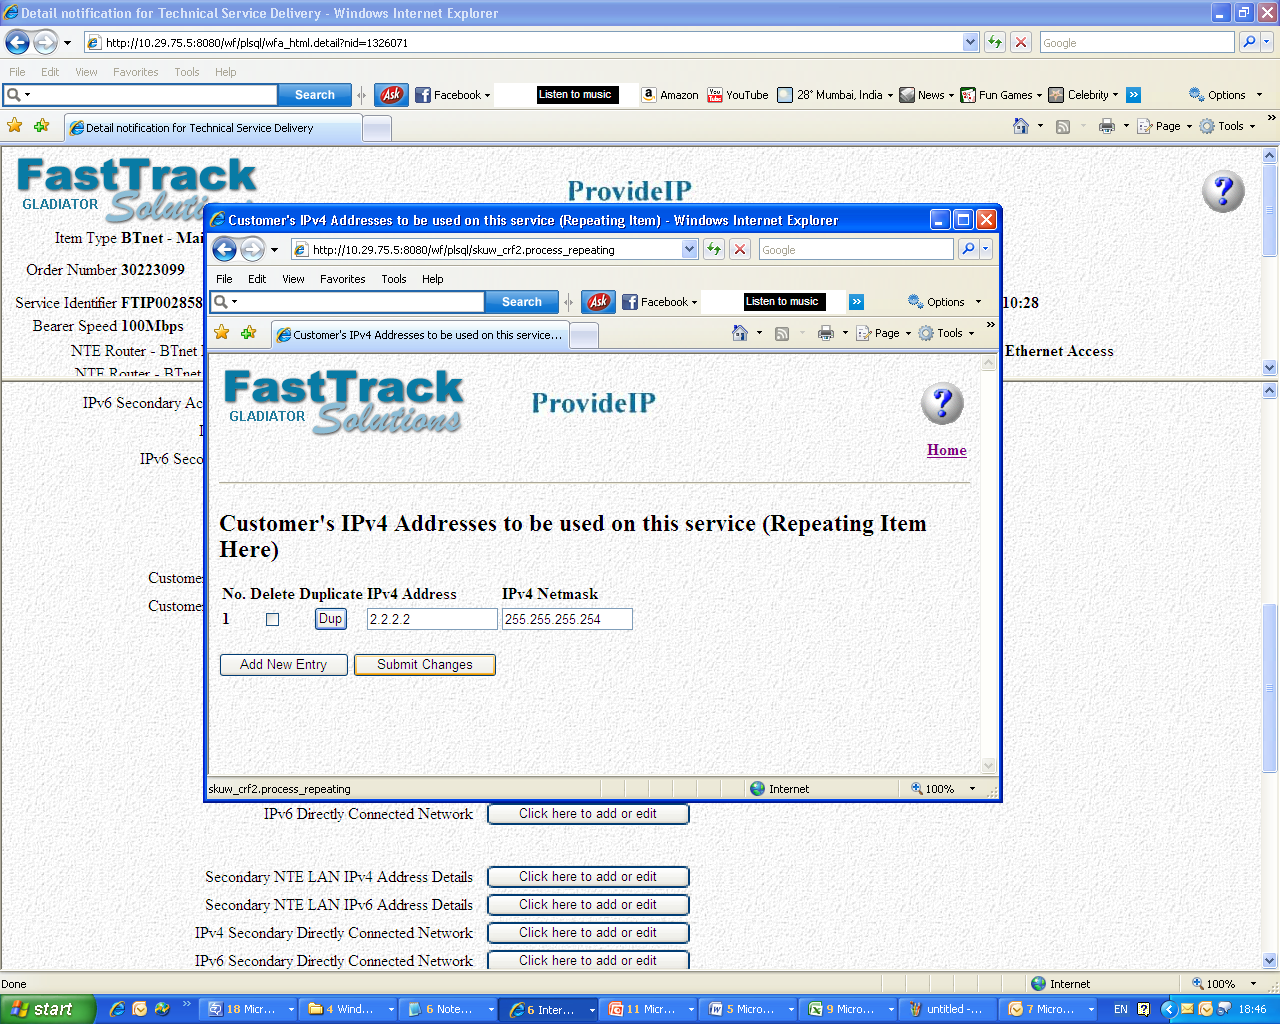 Detail notification for Technical Service Delivery - Windows Internet Explorer
http://10.29.75.5:8080/wf/plsql/wfa_html.detail?nid=1326071
Google
File Edit View Favorites Tools Help
Search
Ask
Facebook
Listen to music
Amazon
YouTube
28° Mumbai, India
News
Fun Games
Celebrity
Options
Detail notification for Technical Service Delivery
Page
Tools
FastTrack
GLADIATOR
Solutions
ProvideIP
Item Type BTnet - Mai
Order Number 30223099
Service Identifier FTIP002858
10:28
Bearer Speed 100Mbps
NTE Router - BTnet
Ethernet Access
NTE Router - BTnet
IPv6 Secondary Ac
IPv6 Seco
Customer
Customer
Customer's IPv4 Addresses to be used on this service (Repeating Item) - Windows Internet Explorer
http://10.29.75.5:8080/wf/plsql/skuw_crf2.process_repeating
Google
File Edit View Favorites Tools Help
Search
Ask
Facebook
Listen to music
Options
Customer's IPv4 Addresses to be used on this service...
Page
Tools
FastTrack
GLADIATOR
Solutions
ProvideIP
Home
Customer's IPv4 Addresses to be used on this service (Repeating Item
Here)
No. Delete Duplicate IPv4 Address IPv4 Netmask
1 Dup 2.2.2.2 255.255.255.254
Add New Entry Submit Changes
skuw_crf2.process_repeating
Internet
100%
IPv6 Directly Connected Network Click here to add or edit
Secondary NTE LAN IPv4 Address Details Click here to add or edit
Secondary NTE LAN IPv6 Address Details Click here to add or edit
IPv4 Secondary Directly Connected Network Click here to add or edit
IPv6 Secondary Directly Connected Network Click here to add or edit
Done
Internet
100%
start
18 Micr...
4 Wind...
6 Note...
6 Inter...
11 Micr...
5 Micro...
9 Micro...
untitled -...
7 Micro...
EN
18:46